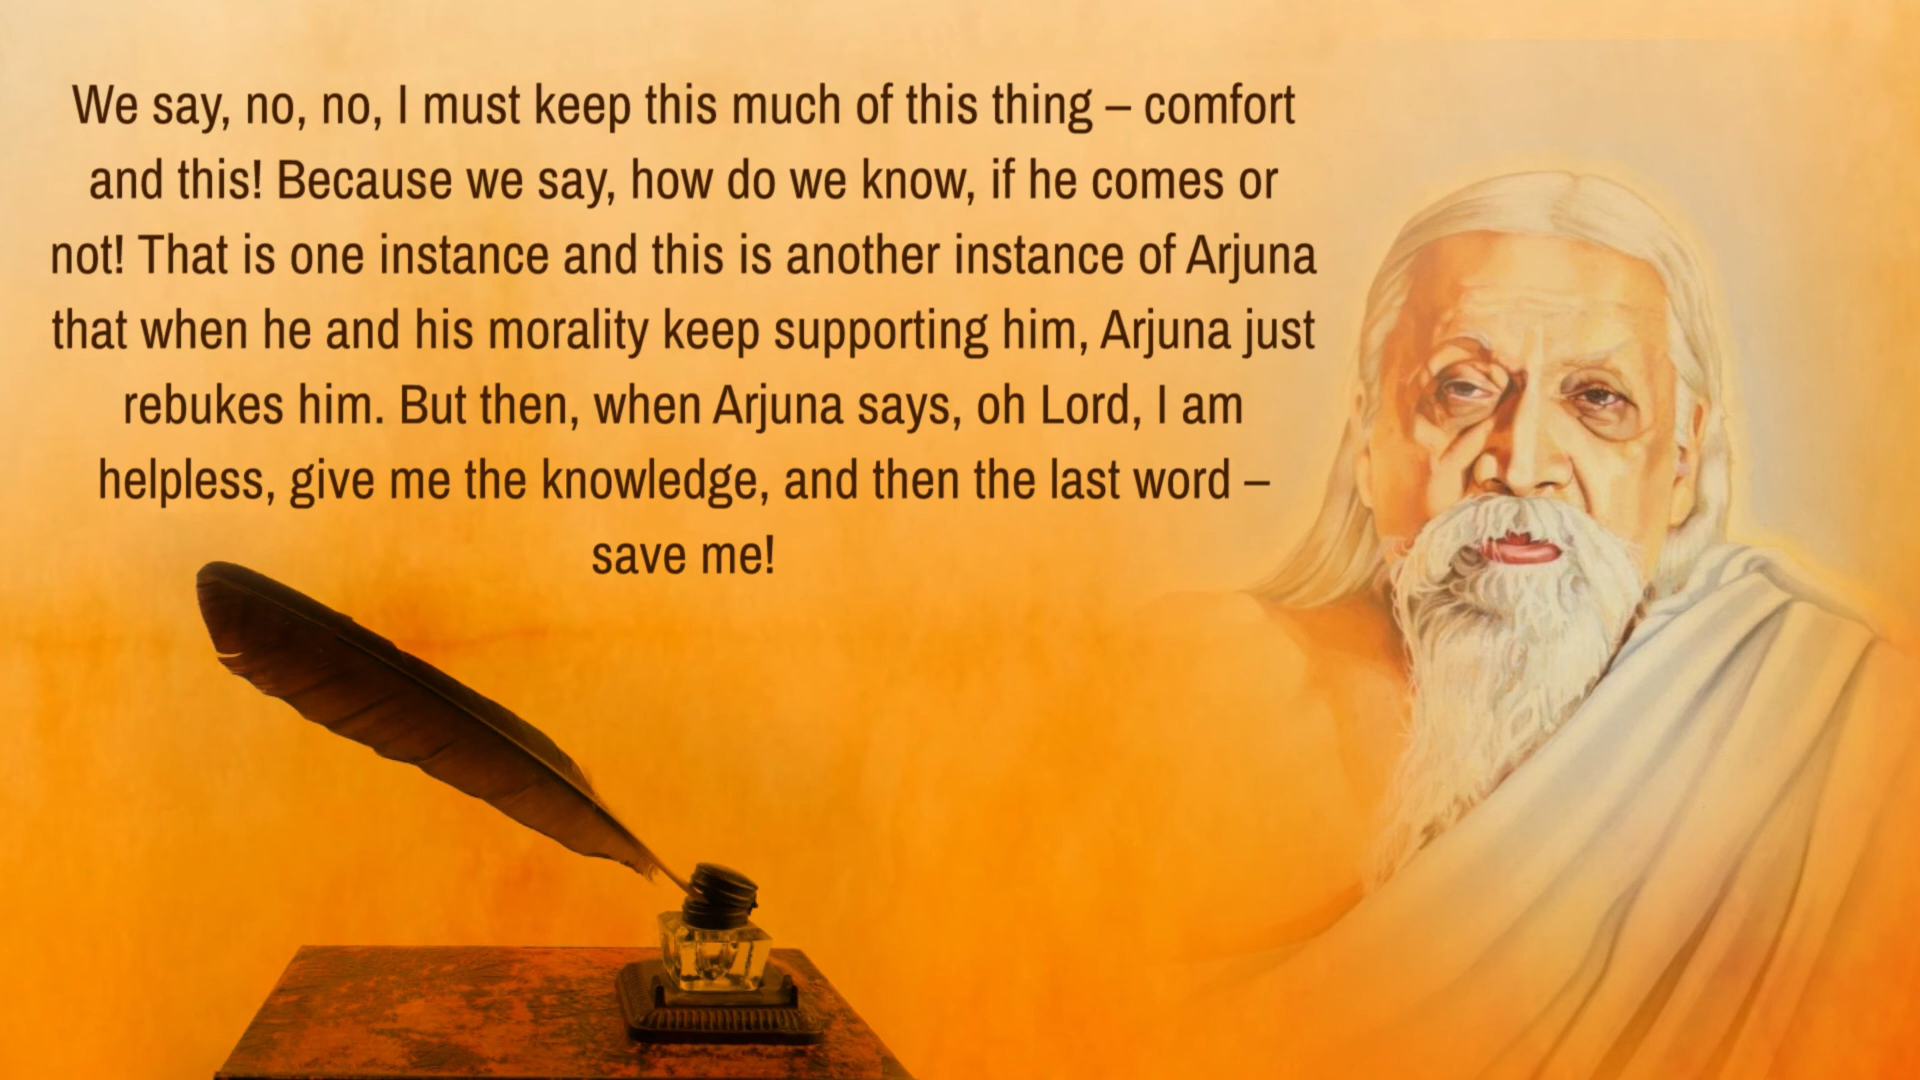 We say, no, no, I must keep this much of this thing – comfort
and this! Because we say, how do we know, if he comes or
not! That is one instance and this is another instance of Arjuna
that when he and his morality keep supporting him, Arjuna just
rebukes him. But then, when Arjuna says, oh Lord, I am
helpless, give me the knowledge, and then the last word –
save me!